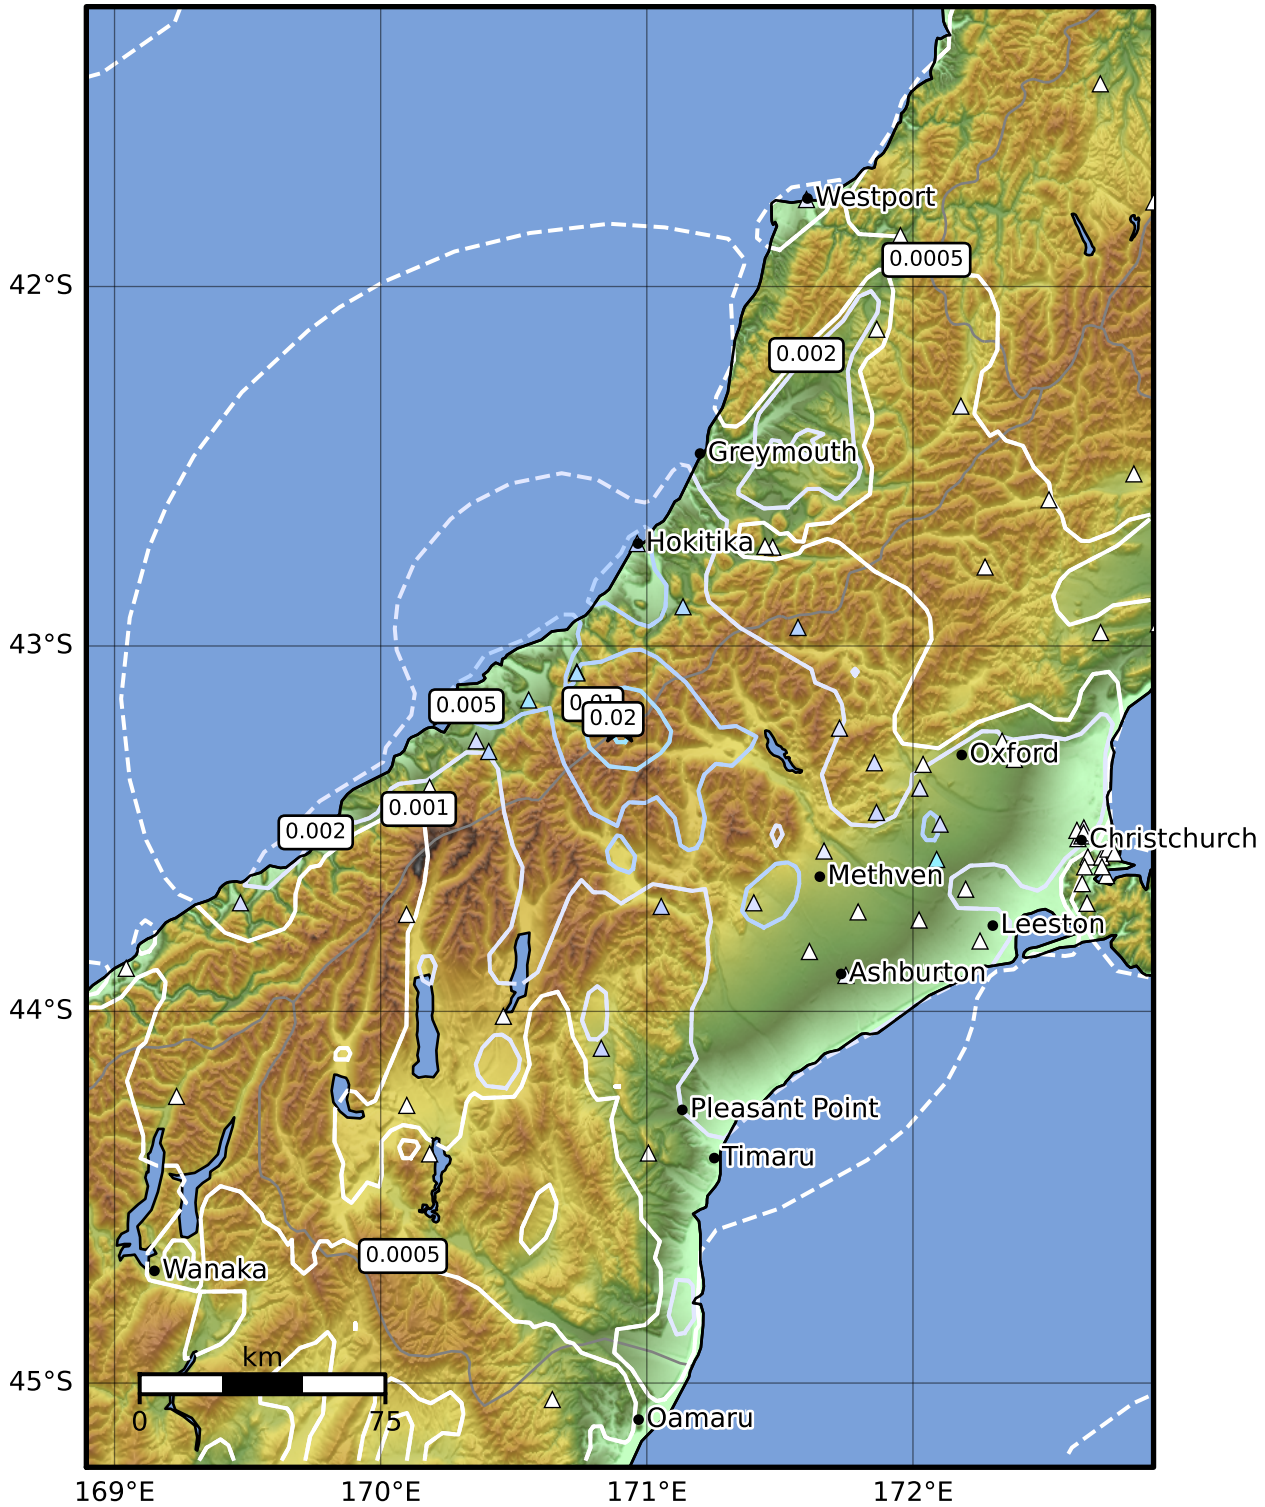 Westport
0.0005
42°S
0.002
Greymouth
Hokitika
43°S
0.005
0.01
0.02
Oxford
0.001
0.002
Christchurch
Methven
Leeston
Ashburton
44°S
Pleasant Point
Timaru
0.0005
Wanaka
km
45°S
0 75
Oamaru
169°E 170°E 171°E 172°E